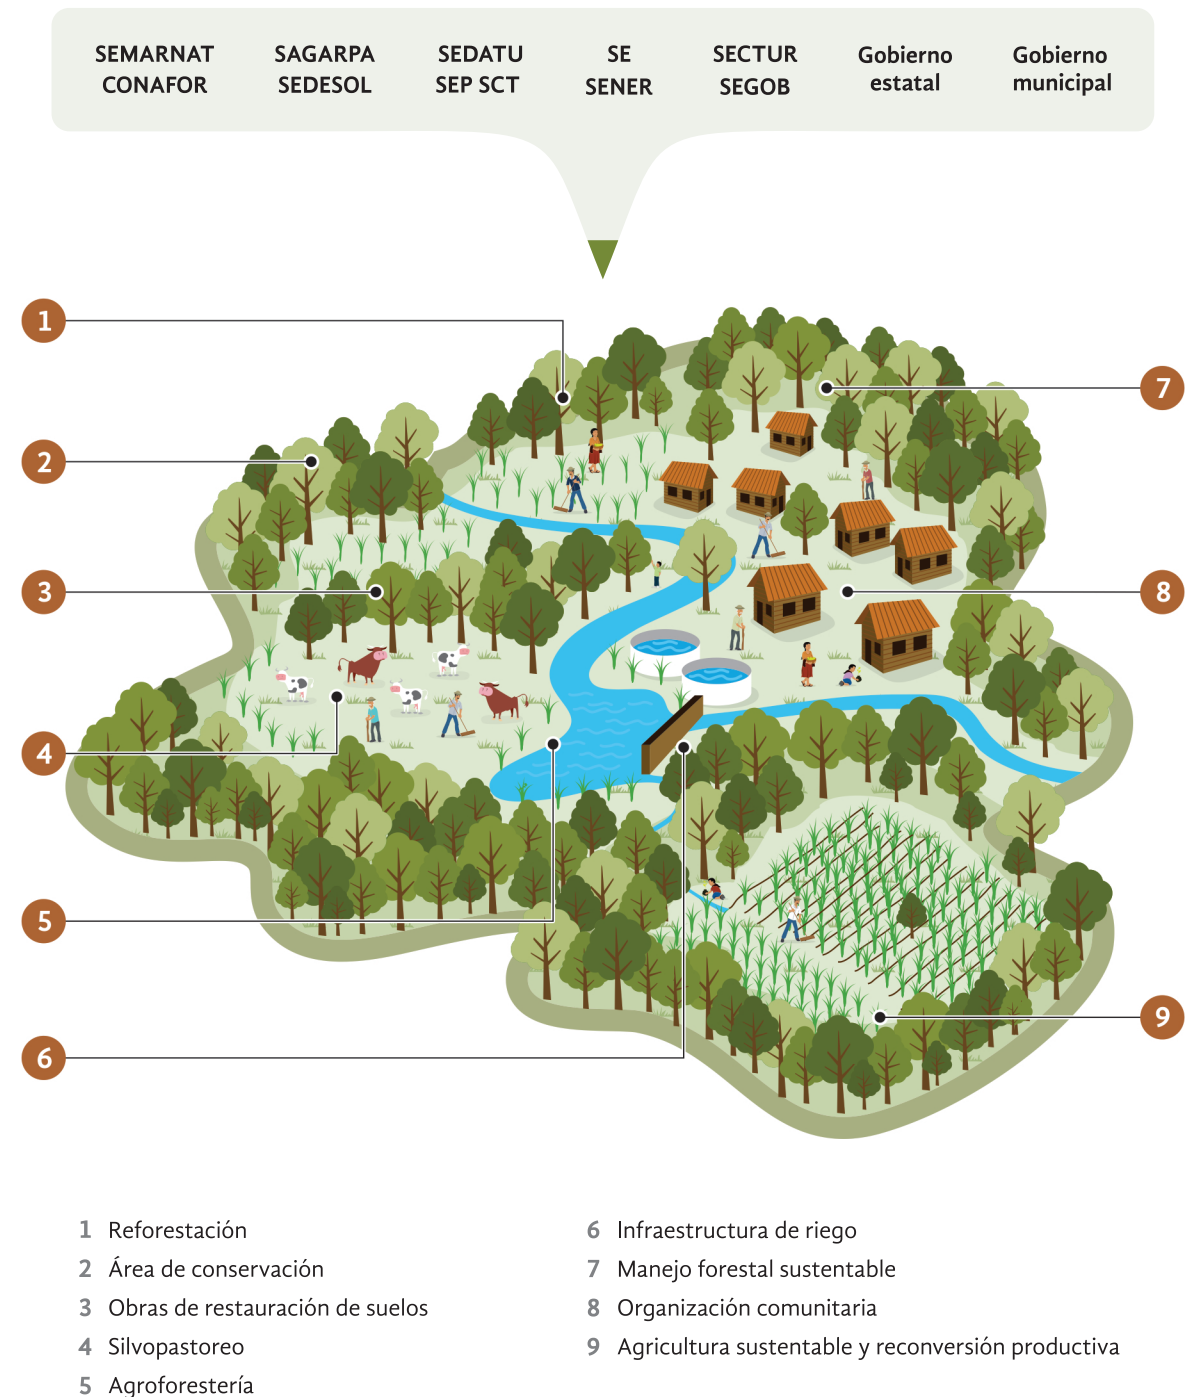 SEMARNAT
CONAFOR
SAGARPA
SEDESOL
SEDATU
SEP SCT
SE
SENER
SECTUR
SEGOB
Gobierno
estatal
Gobierno
municipal
1
2
3
4
5
6
7
8
9
1 Reforestación
2 Área de conservación
3 Obras de restauración de suelos
4 Silvopastoreo
5 Agroforestería
6 Infraestructura de riego
7 Manejo forestal sustentable
8 Organización comunitaria
9 Agricultura sustentable y reconversión productiva